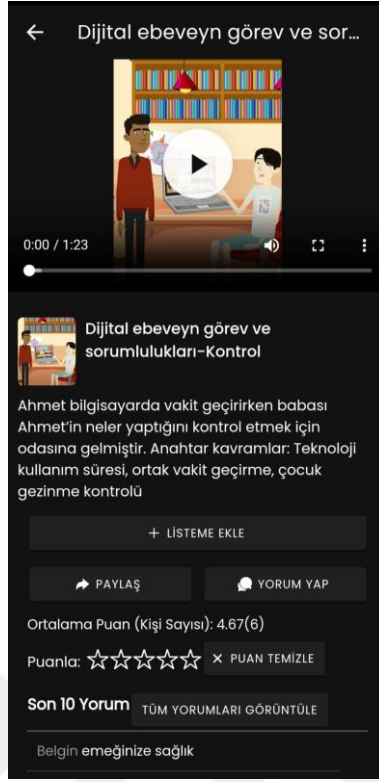 Dijital ebeveyn görev ve sor...
0:00 / 1:23
Dijital ebeveyn görev ve
sorumlulukları-Kontrol
Ahmet bilgisayarda vakit geçirirken babası
Ahmet'in neler yaptığını kontrol etmek için
odasına gelmiştir. Anahtar kavramlar: Teknoloji
kullanım süresi, ortak vakit geçirme, çocuk
gezinme kontrolü
+ LİSTEME EKLE
PAYLAŞ
YORUM YAP
Ortalama Puan (Kişi Sayısı): 4.67(6)
Puanla:
× PUAN TEMİZLE
Son 10 Yorum
TÜM YORUMLARI GÖRÜNTÜLE
Belgin emeğinize sağlık